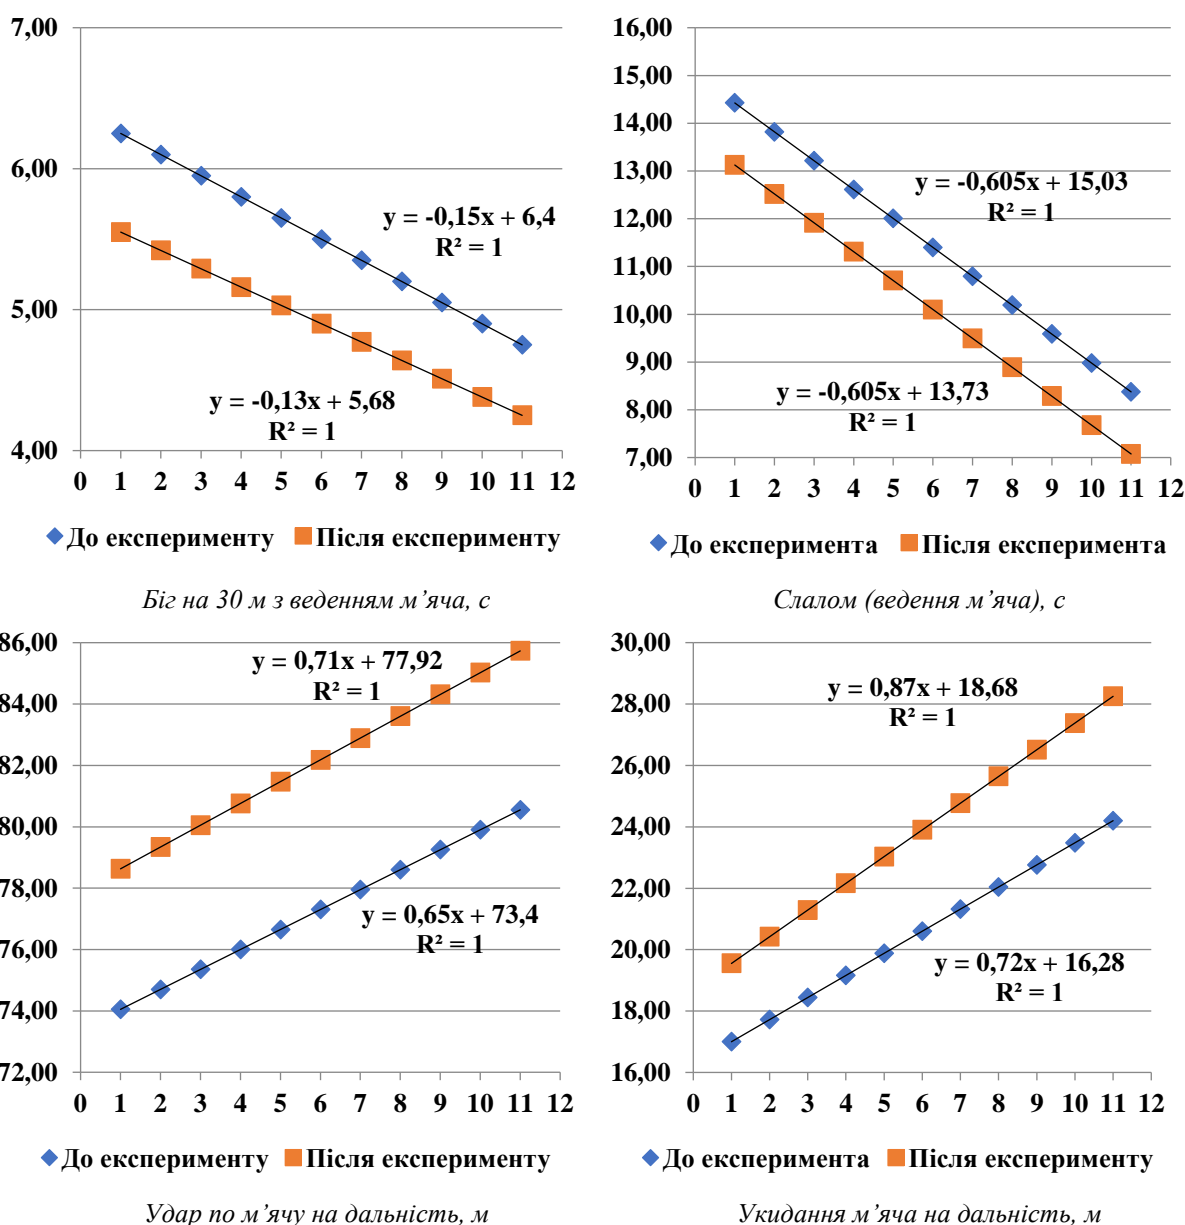 7,00
6,00
5,00
4,00
y = -0,15x + 6,4
R² = 1
y = -0,13x + 5,68
R² = 1
0 1 2 3 4 5 6 7 8 9 10 11 12
До експерименту Після експерименту
Біг на 30 м з веденням м’яча, с
16,00
15,00
14,00
13,00
12,00
11,00
10,00
9,00
8,00
7,00
y = -0,605x + 15,03
R² = 1
y = -0,605x + 13,73
R² = 1
0 1 2 3 4 5 6 7 8 9 10 11 12
До експеримента Після експеримента
Слалом (ведення м’яча), с
86,00
84,00
82,00
80,00
78,00
76,00
74,00
72,00
y = 0,71x + 77,92
R² = 1
y = 0,65x + 73,4
R² = 1
0 1 2 3 4 5 6 7 8 9 10 11 12
До експерименту Після експерименту
Удар по м’ячу на дальність, м
30,00
28,00
26,00
24,00
22,00
20,00
18,00
16,00
y = 0,87x + 18,68
R² = 1
y = 0,72x + 16,28
R² = 1
0 1 2 3 4 5 6 7 8 9 10 11 12
До експеримента Після експерименту
Укидання м’яча на дальність, м